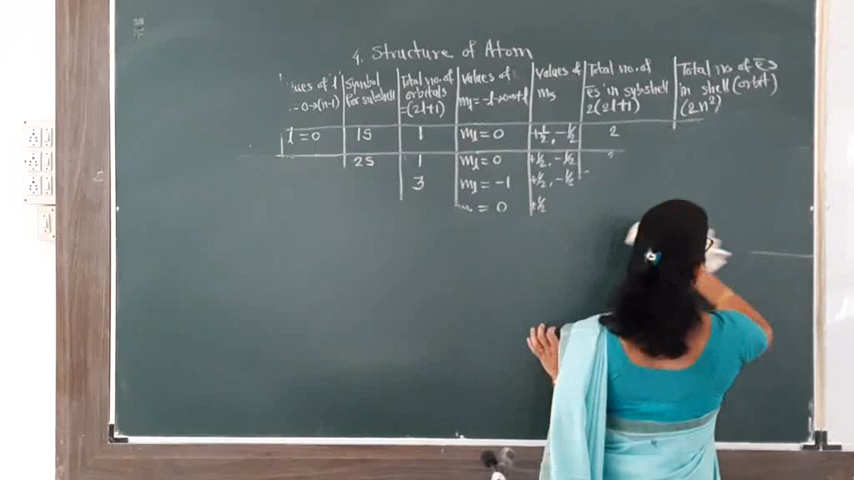 4. Structure of Atom
ues of 'l' Symbol Total no. of values of values of Total no. of Total no of e̅s
= 0→(n-1) for subshell orbitals mₗ = -l→0→+l ms e̅s in subshell in shell (orbit)
=(2l+1) 2(2l+1) (2n²)
l = 0 1S 1 mₗ = 0 +½, -½ 2
2S 1 mₗ = 0 +½, -½
3 mₗ = -1 +½, -½
= 0 +½